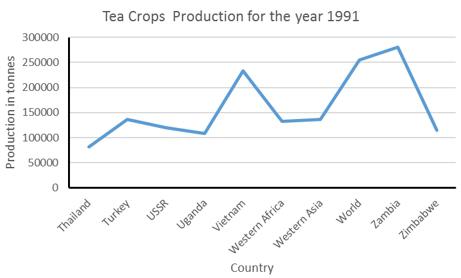 Tea Crops Production for the year 1991
Production in tonnes
300000
250000
200000
150000
100000
50000
0
Thailand
Turkey
USSR
Uganda
Vietnam
Western Africa
Western Asia
World
Zambia
Zimbabwe
Country